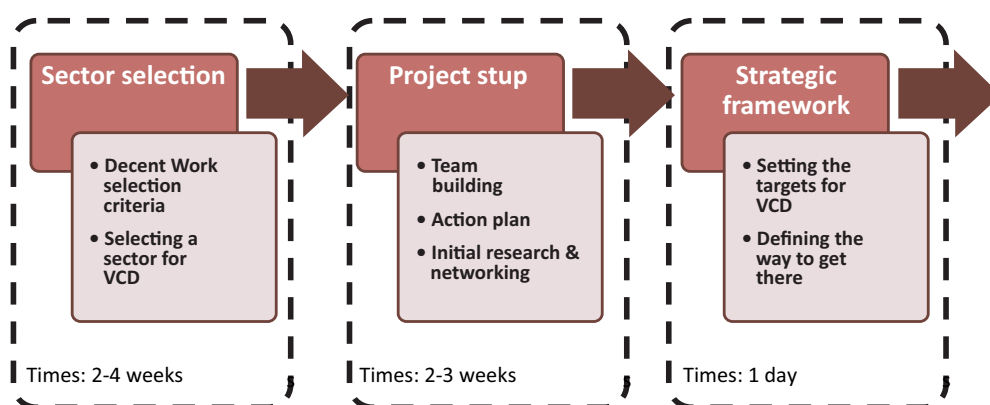 Sector selection
• Decent Work
selection
criteria
• Selecting a
sector for
VCD
Times: 2-4 weeks
s
Project stup
• Team
building
• Action plan
• Initial research &
networking
Times: 2-3 weeks
s
Strategic
framework
• Setting the
targets for
VCD
• Defining the
way to get
there
Times: 1 day
s